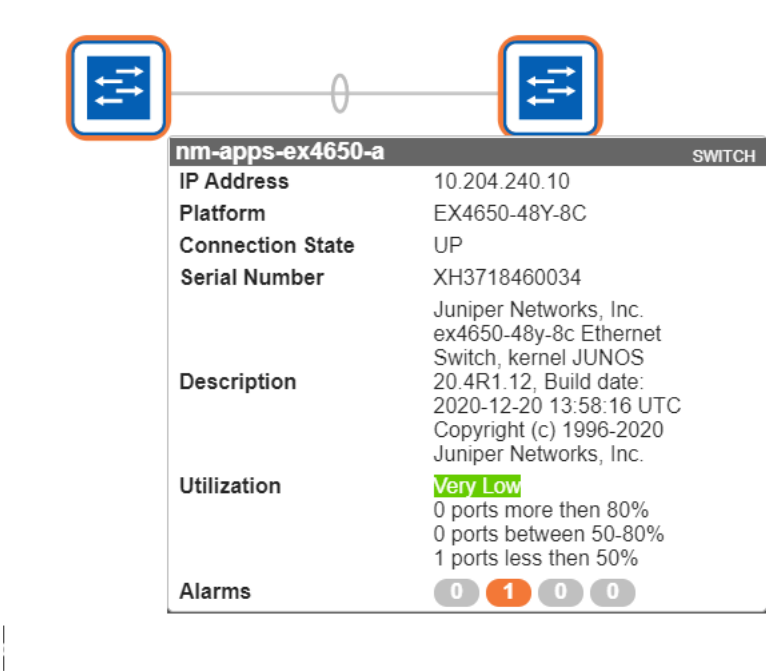 nm-apps-ex4650-a SWITCH
IP Address 10.204.240.10
Platform EX4650-48Y-8C
Connection State UP
Serial Number XH3718460034
Description Juniper Networks, Inc.
ex4650-48y-8c Ethernet
Switch, kernel JUNOS
20.4R1.12, Build date:
2020-12-20 13:58:16 UTC
Copyright (c) 1996-2020
Juniper Networks, Inc.
Utilization Very Low
0 ports more then 80%
0 ports between 50-80%
1 ports less then 50%
Alarms 0 1 0 0